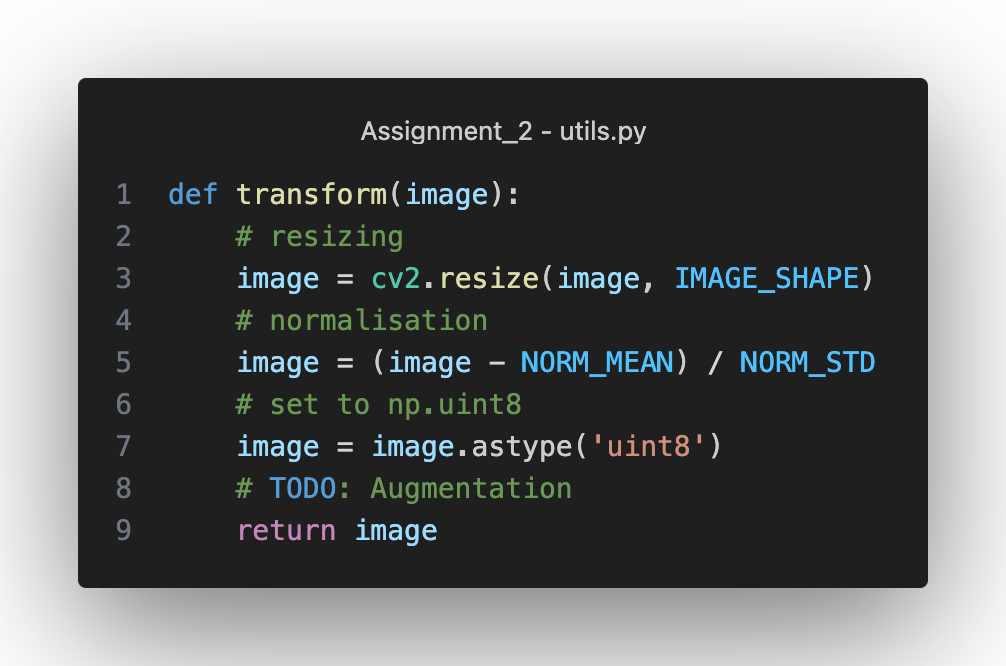 Assignment_2 - utils.py
1 def transform(image):
2     # resizing
3     image = cv2.resize(image, IMAGE_SHAPE)
4     # normalisation
5     image = (image - NORM_MEAN) / NORM_STD
6     # set to np.uint8
7     image = image.astype('uint8')
8     # TODO: Augmentation
9     return image